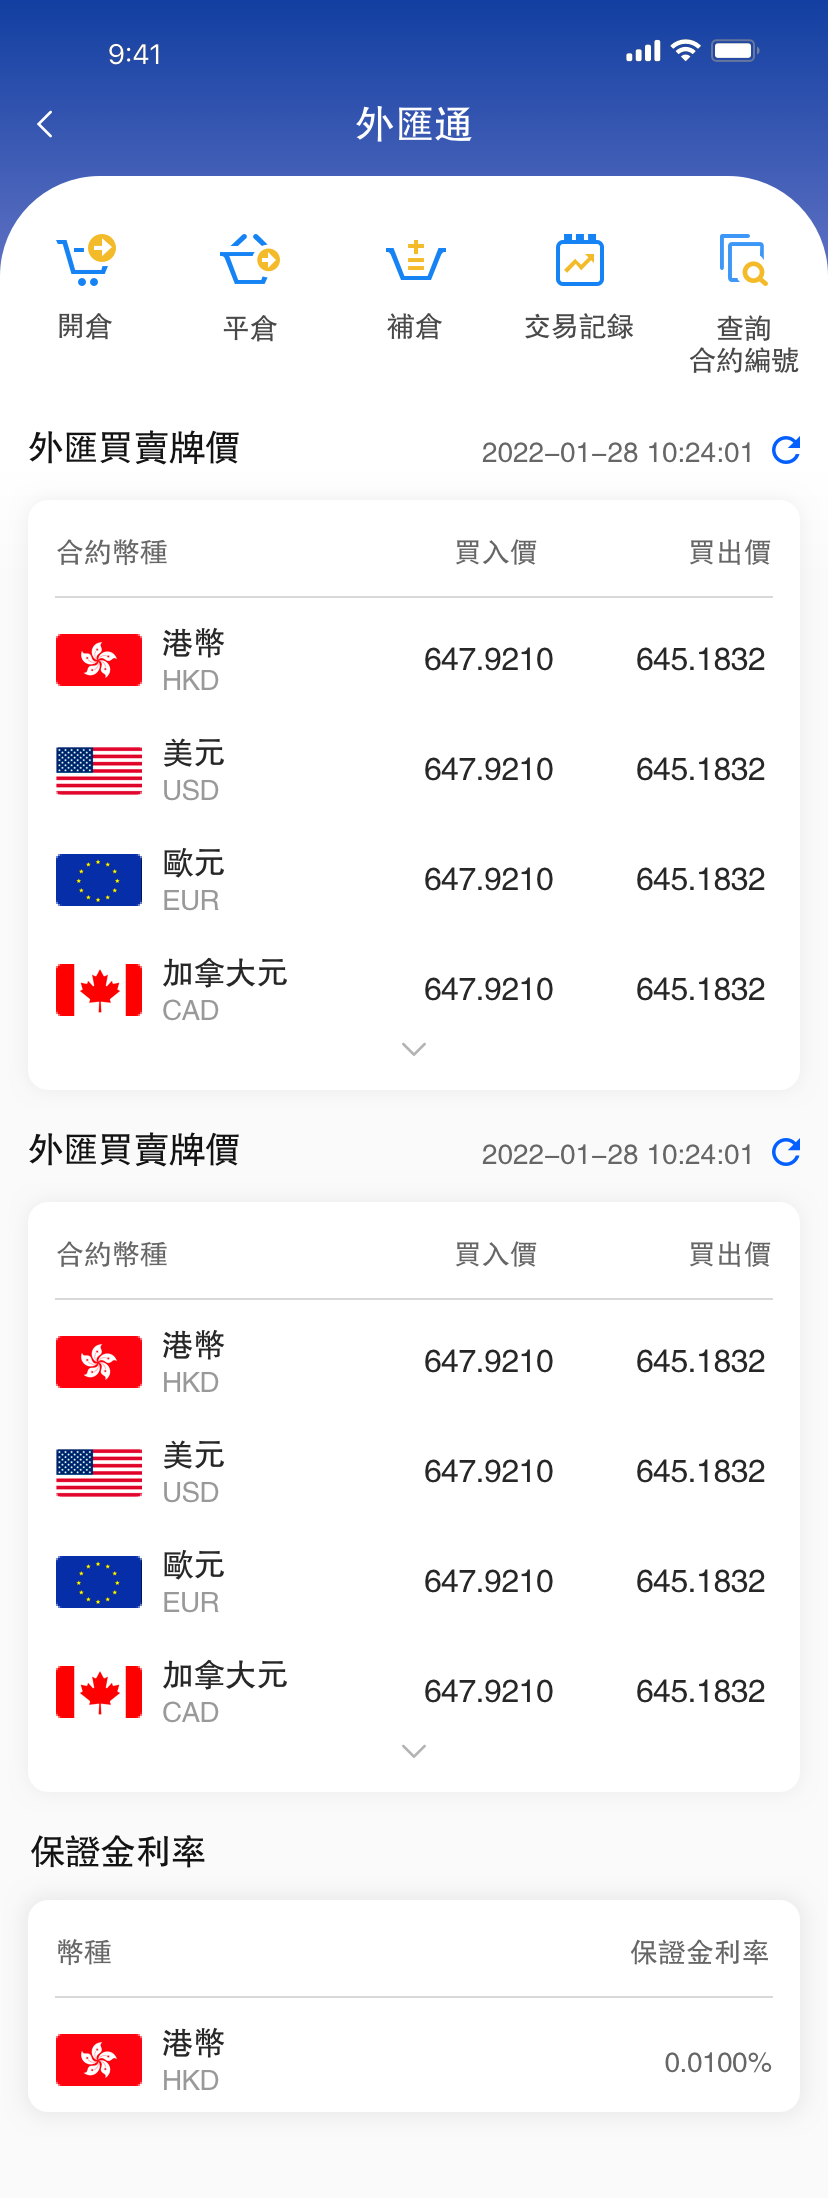 9:41
外匯通
開倉
平倉
補倉
交易記録
查詢
合約編號
外匯買賣牌價
2022-01-28 10:24:01
合約幣種 買入價 買出價
港幣
HKD
647.9210 645.1832
美元
USD
647.9210 645.1832
歐元
EUR
647.9210 645.1832
加拿大元
CAD
647.9210 645.1832
外匯買賣牌價
2022-01-28 10:24:01
合約幣種 買入價 買出價
港幣
HKD
647.9210 645.1832
美元
USD
647.9210 645.1832
歐元
EUR
647.9210 645.1832
加拿大元
CAD
647.9210 645.1832
保證金利率
幣種 保證金利率
港幣
HKD
0.0100%